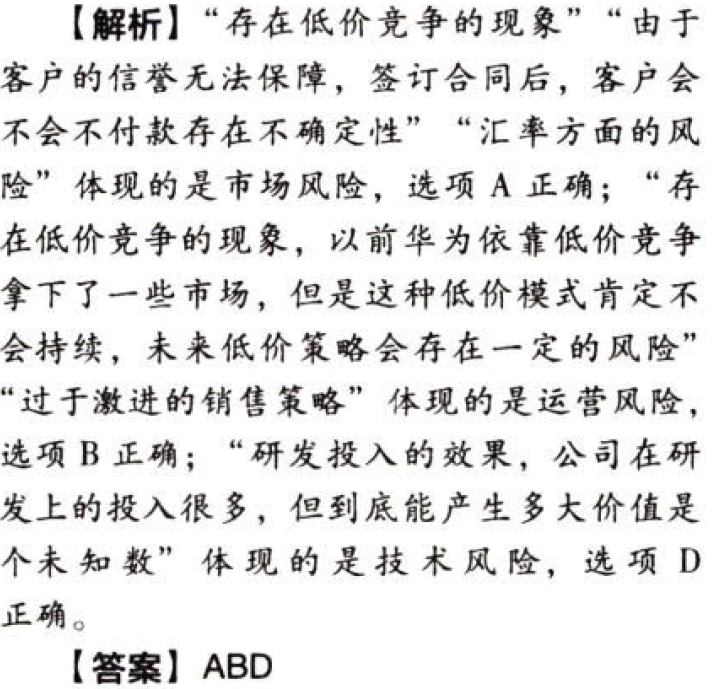 【解析】“存在低价竞争的现象”“由于
客户的信誉无法保障，签订合同后，客户会
不会不付款存在不确定性”“汇率方面的风
险”体现的是市场风险，选项 A 正确；“存
在低价竞争的现象，以前华为依靠低价竞争
拿下了一些市场，但是这种低价模式肯定不
会持续，未来低价策略会存在一定的风险”
“过于激进的销售策略”体现的是运营风险，
选项 B 正确；“研发投入的效果，公司在研
发上的投入很多，但到底能产生多大价值是
个未知数”体现的是技术风险，选项 D
正确。
【答案】ABD